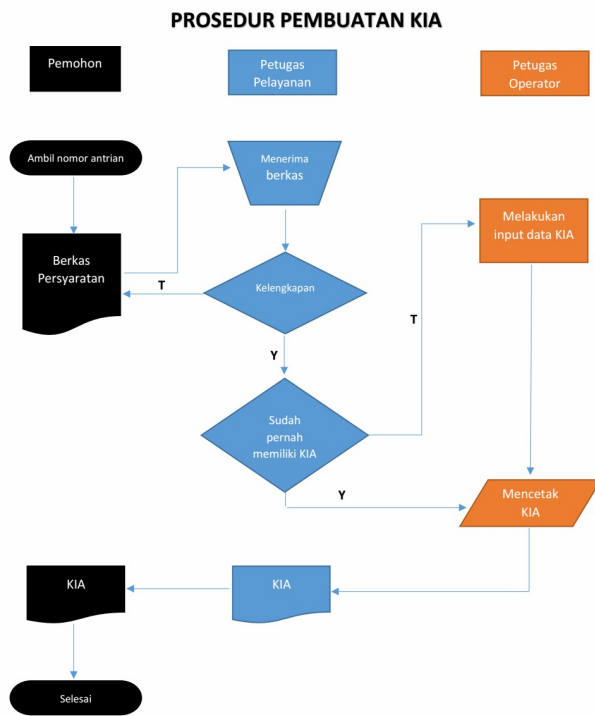 PROSEDUR PEMBUATAN KIA
Pemohon
Petugas
Pelayanan
Petugas
Operator
Ambil nomor antrian
Menerima
berkas
Melakukan
input data KIA
Berkas
Persyaratan
T
Kelengkapan
T
Y
Sudah
pernah
memiliki KIA
Y
Mencetak
KIA
KIA
KIA
Selesai